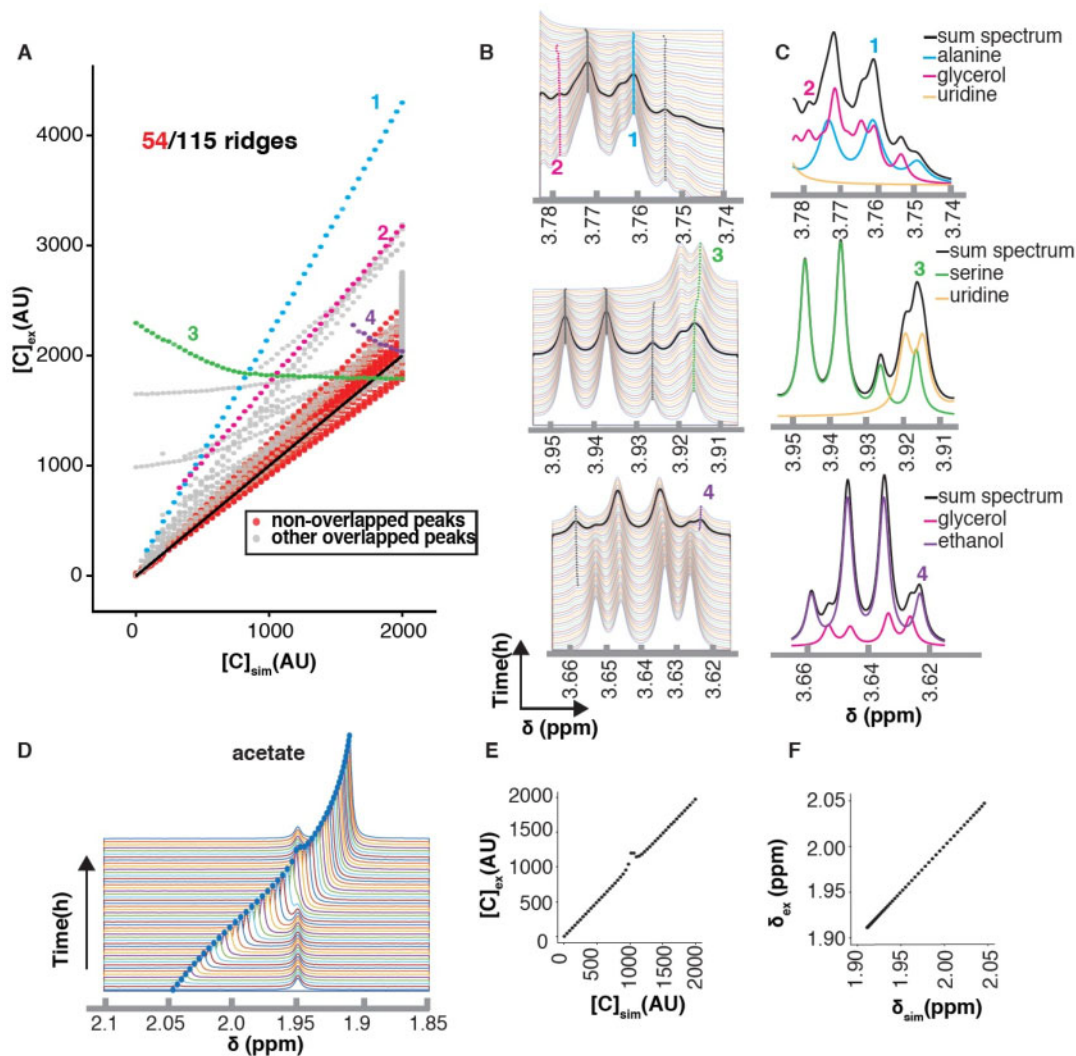 A
54/115 ridges
1
2
3
4
4000
3000
2000
1000
0
[C]ex(AU)
non-overlapped peaks
other overlapped peaks
0
1000
2000
[C]sim(AU)
B
2
1
3.78
3.77
3.76
3.75
3.74
3
3.95
3.94
3.93
3.92
3.91
4
3.66
3.65
3.64
3.63
3.62
Time(h)
δ (ppm)
C
1
2
sum spectrum
alanine
glycerol
uridine
3.78
3.77
3.76
3.75
3.74
sum spectrum
serine
uridine
3
3.95
3.94
3.93
3.92
3.91
sum spectrum
glycerol
ethanol
4
3.66
3.64
3.62
δ (ppm)
D
acetate
Time(h)
2.1
2.05
2.0
1.95
1.9
1.85
δ (ppm)
E
2000
1500
1000
500
0
[C]ex(AU)
0
500
1000
1500
2000
[C]sim(AU)
F
2.05
2.00
1.95
1.90
δex (ppm)
1.90
1.95
2.00
2.05
δsim(ppm)